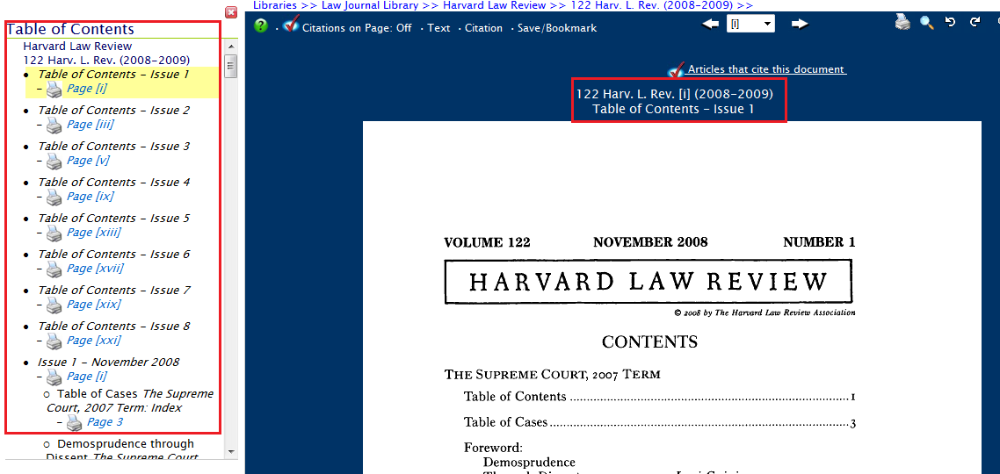 Libraries >> Law Journal Library >> Harvard Law Review >> 122 Harv. L. Rev. (2008-2009) >>
? · Citations on Page: Off · Text · Citation · Save/Bookmark [i]
Table of Contents
Harvard Law Review
122 Harv. L. Rev. (2008-2009)
• Table of Contents - Issue 1
- Page [i]
• Table of Contents - Issue 2
- Page [iii]
• Table of Contents - Issue 3
- Page [v]
• Table of Contents - Issue 4
- Page [ix]
• Table of Contents - Issue 5
- Page [xiii]
• Table of Contents - Issue 6
- Page [xvii]
• Table of Contents - Issue 7
- Page [xix]
• Table of Contents - Issue 8
- Page [xxi]
• Issue 1 - November 2008
- Page [i]
o Table of Cases The Supreme
Court, 2007 Term: Index
- Page 3
o Demosprudence through
Dissent The Supreme Court
Articles that cite this document
122 Harv. L. Rev. [i] (2008-2009)
Table of Contents - Issue 1
VOLUME 122 NOVEMBER 2008 NUMBER 1
HARVARD LAW REVIEW
© 2008 by The Harvard Law Review Association
CONTENTS
THE SUPREME COURT, 2007 TERM
Table of Contents ........ 1
Table of Cases ........ 3
Foreword:
Demosprudence